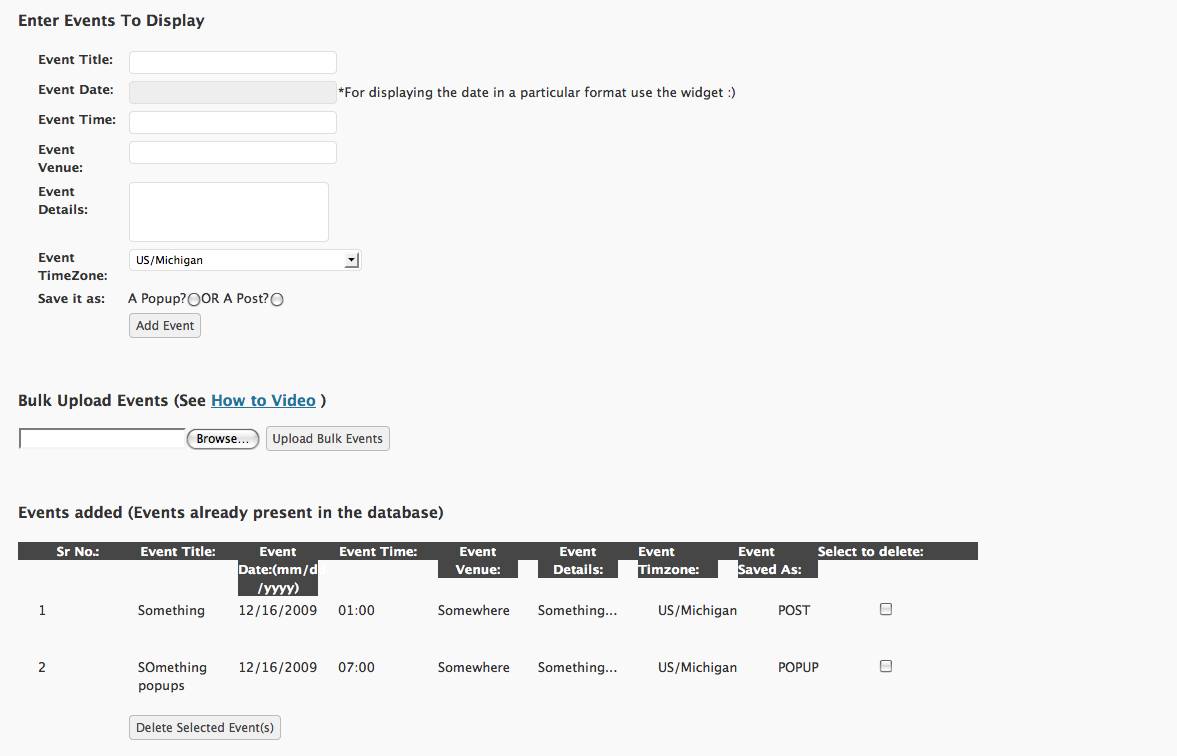 Enter Events To Display
Event Title:
Event Date: *For displaying the date in a particular format use the widget :)
Event Time:
Event
Venue:
Event
Details:
Event
TimeZone:
US/Michigan
Save it as: A Popup? OR A Post?
Add Event
Bulk Upload Events (See How to Video )
Browse... Upload Bulk Events
Events added (Events already present in the database)
Sr No.: Event Title: Event Event Time: Event Event Event Event Select to delete:
Date:(mm/dd Venue: Details: Timzone: Saved As:
/yyyy)
1 Something 12/16/2009 01:00 Somewhere Something... US/Michigan POST
2 SOmething 12/16/2009 07:00 Somewhere Something... US/Michigan POPUP
popups
Delete Selected Event(s)